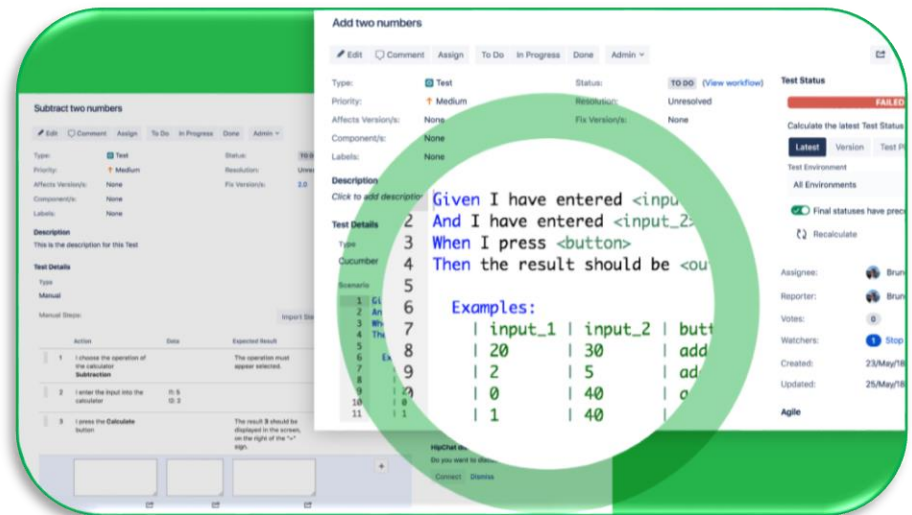 Add two numbers
Edit Comment Assign To Do In Progress Done Admin
Type: Test Status: TO DO (View workflow)
Priority: Medium Resolution: Unresolved
Affects Version/s: None Fix Version/s: None
Component/s: None
Labels: None
Description
Click to add description
Test Details
Type
Cucumber
Scenario
Given I have entered <inpu
2 And I have entered <input_2>
3 When I press <button>
4 Then the result should be <ou
5
6 Examples:
7 | input_1 | input_2 | butt
8 | 20 | 30 | add
9 | 2 | 5 | ad
| 0 | 40 |
| 1 | 40 |
Test Status
FAILED
Calculate the latest Test Status
Latest Version Test
Test Environment
All Environments
Final statuses have prec
Recalculate
Assignee: Brun
Reporter: Brun
Votes: 0
Watchers: 1 Stop
Created: 23/May/18
Updated: 25/May/18
Agile
Subtract two numbers
Edit Comment Assign To Do In Progress Done Admin
Type: Test Status: TO D
Priority: Medium Resolution: Unre
Affects Version/s: None Fix Version/s: 2.0
Component/s: None
Labels: None
Description
This is the description for this Test
Test Details
Type
Manual
Manual Steps: Import Ste
Action Data Expected Result
1 I choose the operation of the calculator Subtraction The operation must appear selected.
2 I enter the input into the calculator
3 I press the Calculate button The result S should be displayed in the screen, on the right of the "=" sign.
Do you want to
Connect Dismiss